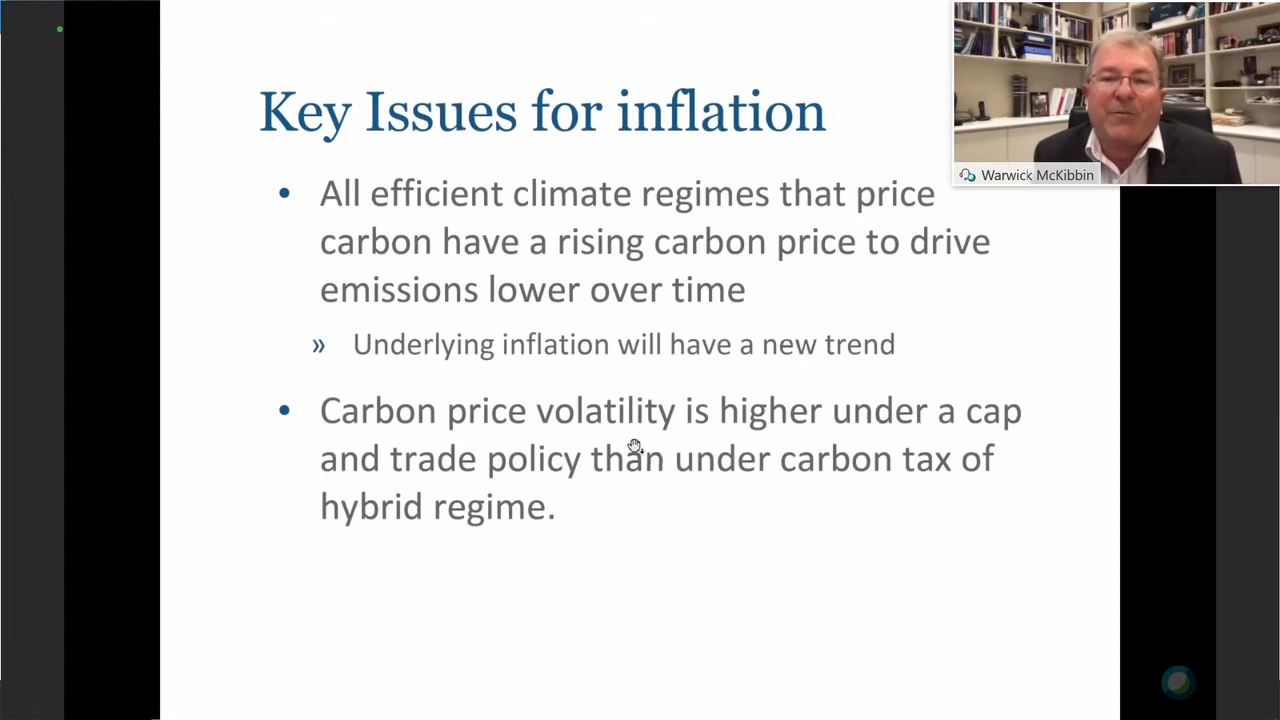 Key Issues for inflation
• All efficient climate regimes that price
carbon have a rising carbon price to drive
emissions lower over time
» Underlying inflation will have a new trend
• Carbon price volatility is higher under a cap
and trade policy than under carbon tax of
hybrid regime.
Warwick McKibbin